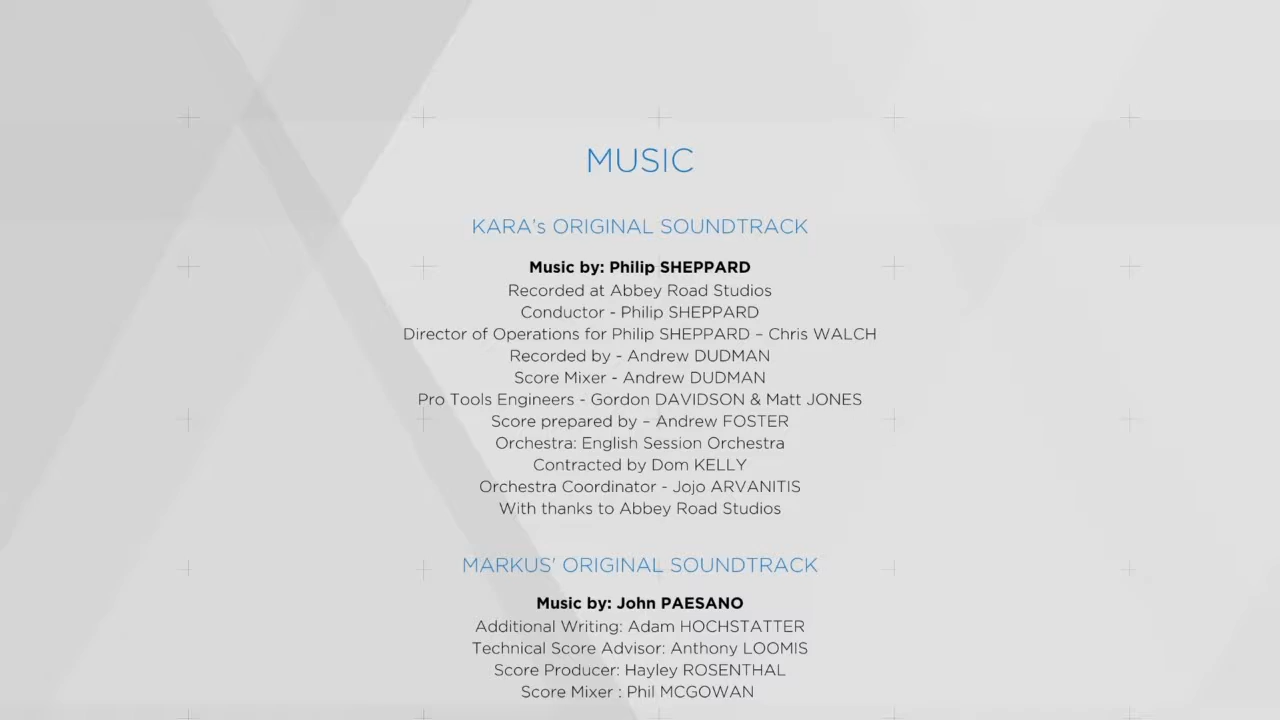 MUSIC
KARA's ORIGINAL SOUNDTRACK
Music by: Philip SHEPPARD
Recorded at Abbey Road Studios
Conductor - Philip SHEPPARD
Director of Operations for Philip SHEPPARD – Chris WALCH
Recorded by - Andrew DUDMAN
Score Mixer - Andrew DUDMAN
Pro Tools Engineers - Gordon DAVIDSON & Matt JONES
Score prepared by – Andrew FOSTER
Orchestra: English Session Orchestra
Contracted by Dom KELLY
Orchestra Coordinator - Jojo ARVANITIS
With thanks to Abbey Road Studios
MARKUS' ORIGINAL SOUNDTRACK
Music by: John PAESANO
Additional Writing: Adam HOCHSTATTER
Technical Score Advisor: Anthony LOOMIS
Score Producer: Hayley ROSENTHAL
Score Mixer : Phil MCGOWAN